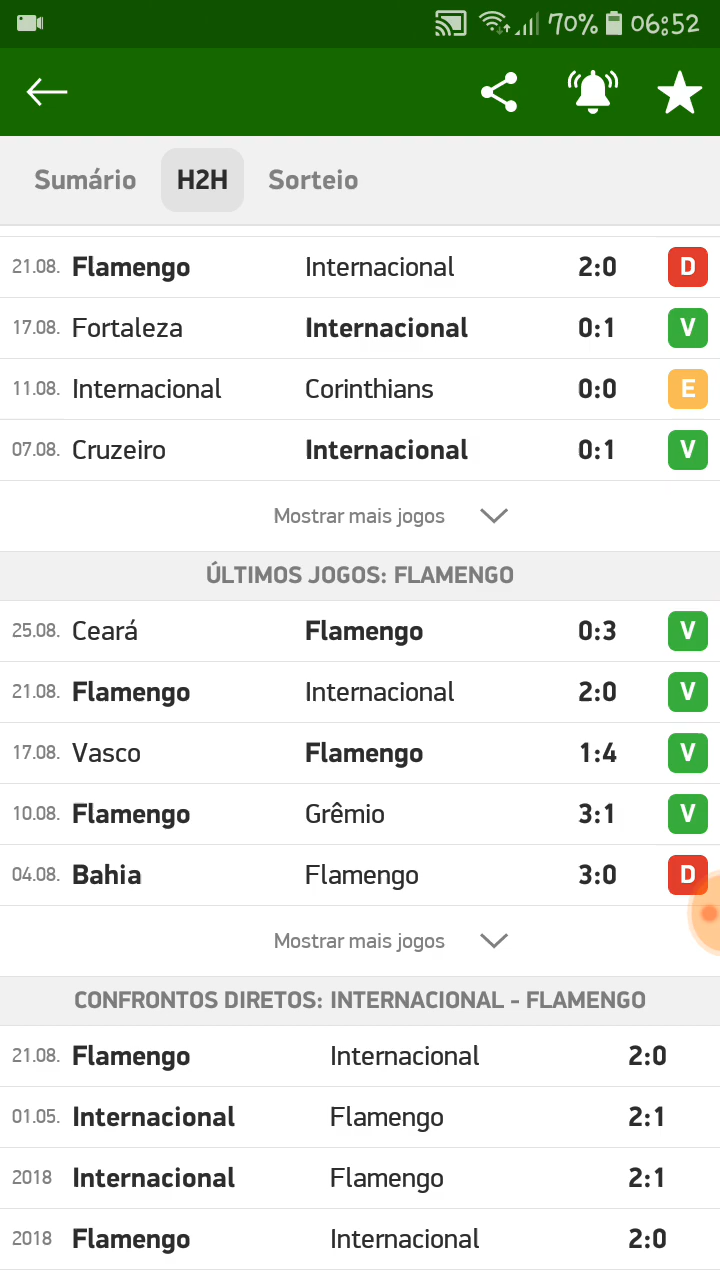 70% 06:52
Sumário H2H Sorteio
21.08. Flamengo Internacional 2:0 D
17.08. Fortaleza Internacional 0:1 V
11.08. Internacional Corinthians 0:0 E
07.08. Cruzeiro Internacional 0:1 V
Mostrar mais jogos
ÚLTIMOS JOGOS: FLAMENGO
25.08. Ceará Flamengo 0:3 V
21.08. Flamengo Internacional 2:0 V
17.08. Vasco Flamengo 1:4 V
10.08. Flamengo Grêmio 3:1 V
04.08. Bahia Flamengo 3:0 D
Mostrar mais jogos
CONFRONTOS DIRETOS: INTERNACIONAL - FLAMENGO
21.08. Flamengo Internacional 2:0
01.05. Internacional Flamengo 2:1
2018 Internacional Flamengo 2:1
2018 Flamengo Internacional 2:0